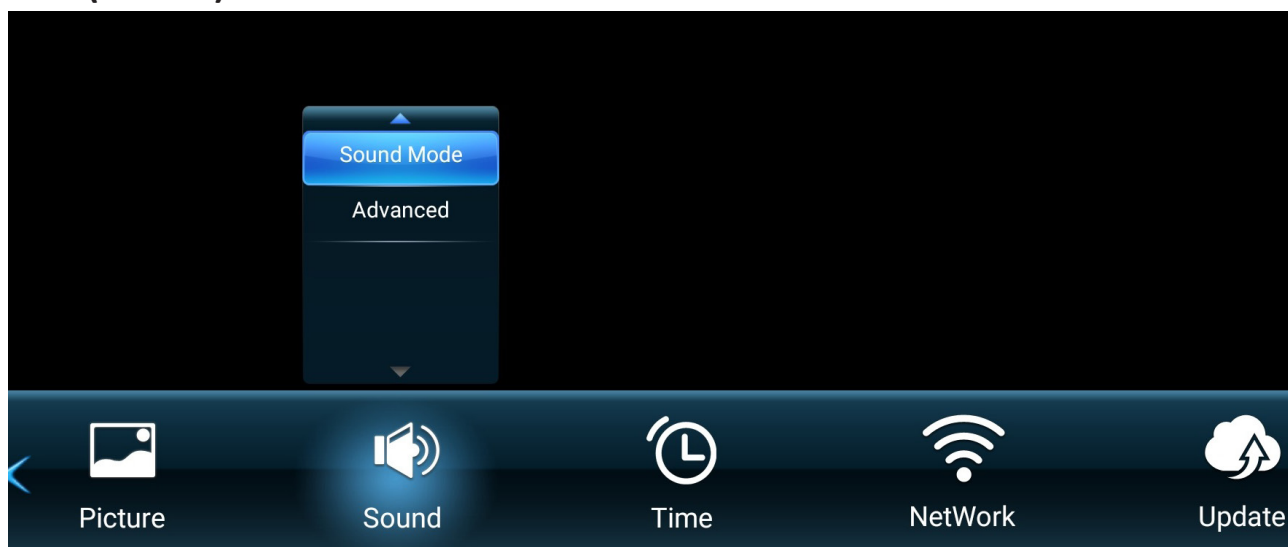 Sound Mode
Advanced
Picture
Sound
Time
NetWork
Update